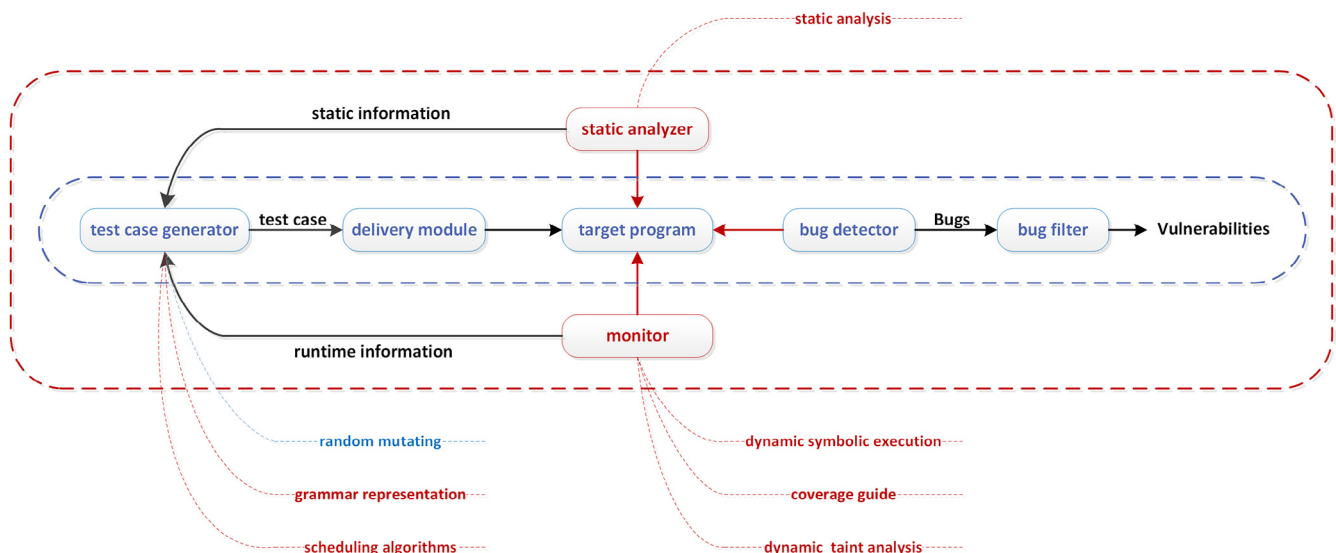 static analysis
static information
static analyzer
test case generator
test case
delivery module
target program
bug detector
Bugs
bug filter
Vulnerabilities
monitor
runtime information
random mutating
dynamic symbolic execution
grammar representation
coverage guide
scheduling algorithms
dynamic taint analysis